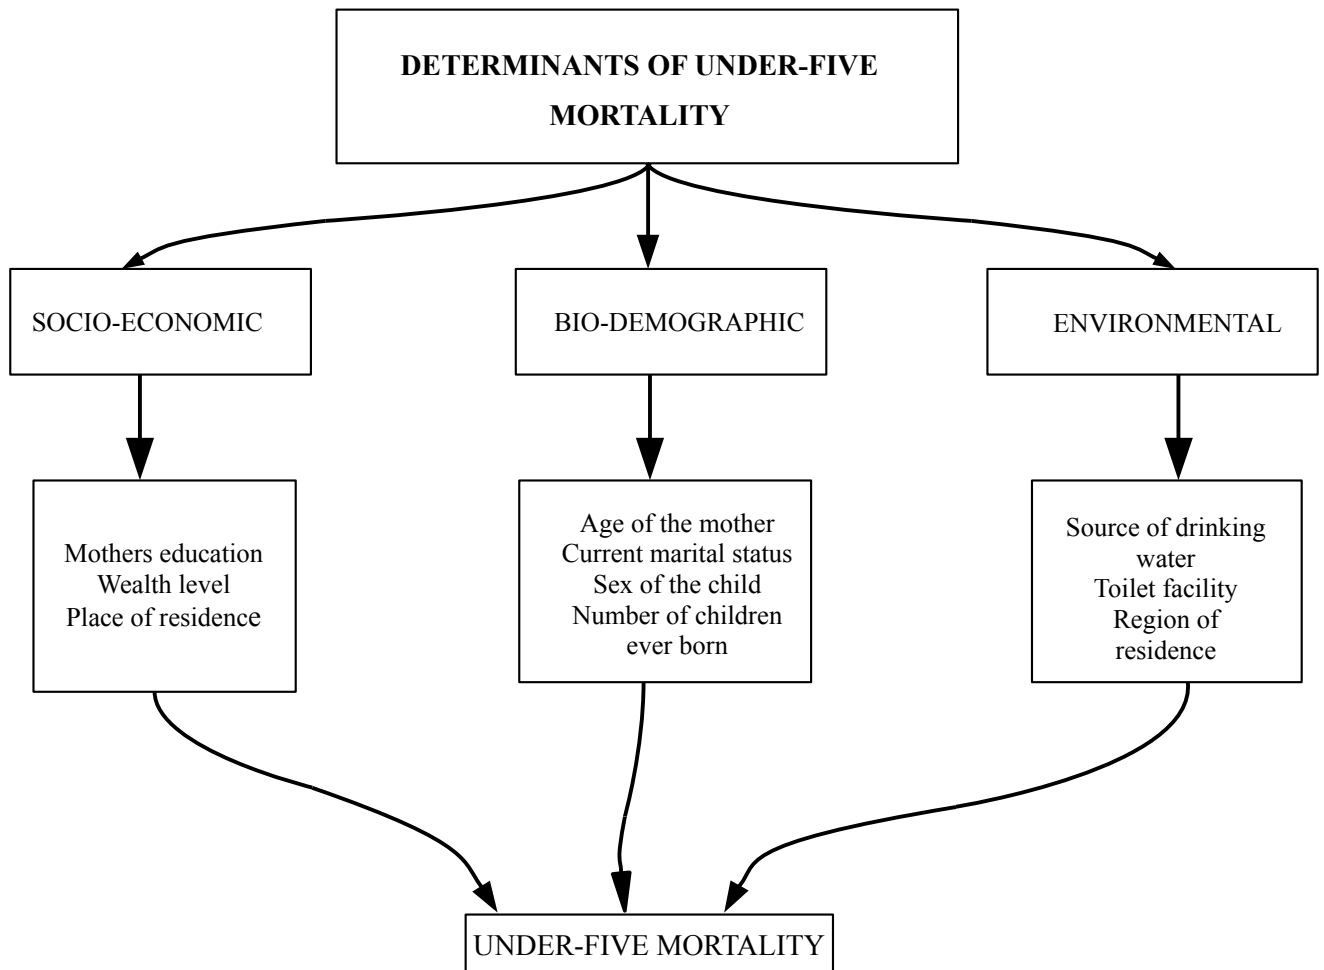 DETERMINANTS OF UNDER-FIVE
MORTALITY
SOCIO-ECONOMIC
BIO-DEMOGRAPHIC
ENVIRONMENTAL
Mothers education
Wealth level
Place of residence
Age of the mother
Current marital status
Sex of the child
Number of children
ever born
Source of drinking
water
Toilet facility
Region of
residence
UNDER-FIVE MORTALITY